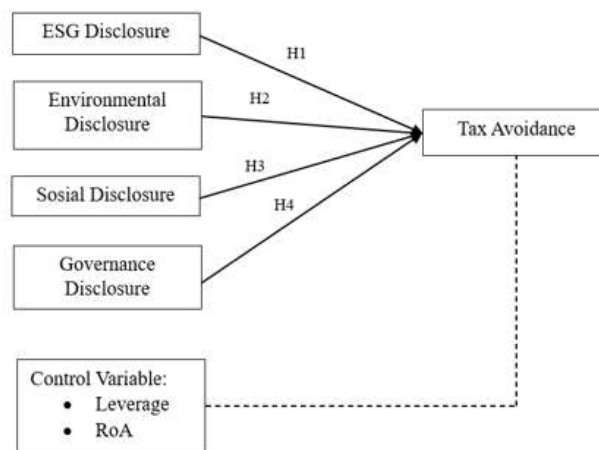 ESG Disclosure
H1
Environmental
Disclosure
H2
Tax Avoidance
Sosial Disclosure
H3
H4
Governance
Disclosure
Control Variable:
• Leverage
• RoA